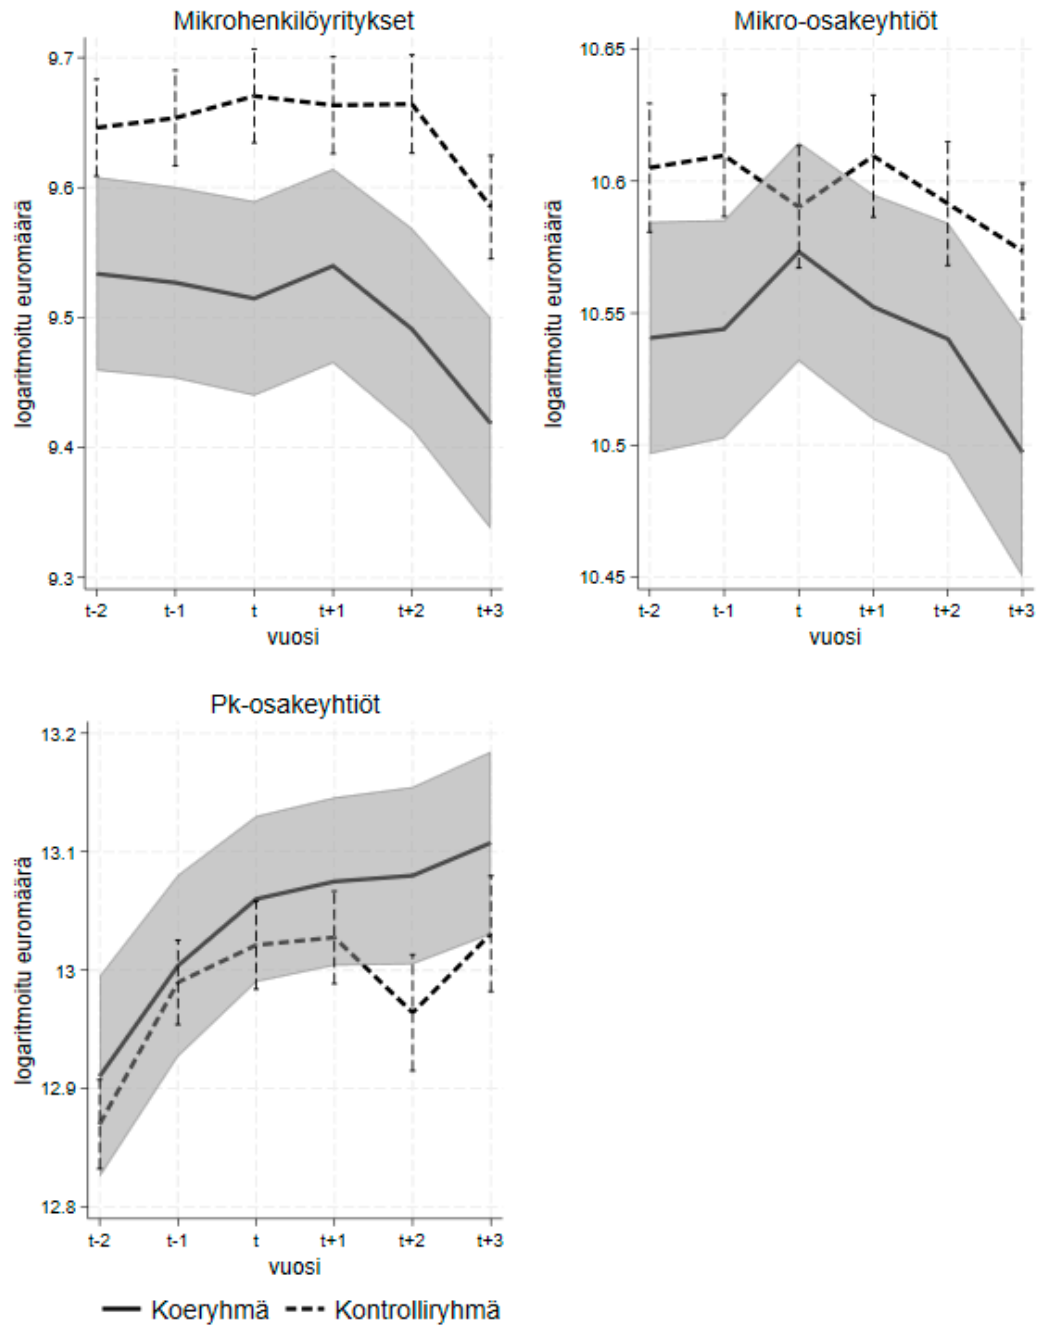 Mikrohenkilöyritykset
9.7
9.6
9.5
9.4
9.3
logaritmoitu euromäärä
t-2 t-1 t t+1 t+2 t+3
vuosi
Mikro-osakeyhtiöt
10.65
10.6
10.55
10.5
10.45
logaritmoitu euromäärä
t-2 t-1 t t+1 t+2 t+3
vuosi
Pk-osakeyhtiöt
13.2
13.1
13
12.9
12.8
logaritmoitu euromäärä
t-2 t-1 t t+1 t+2 t+3
vuosi
Koeryhmä Kontrolliryhmä